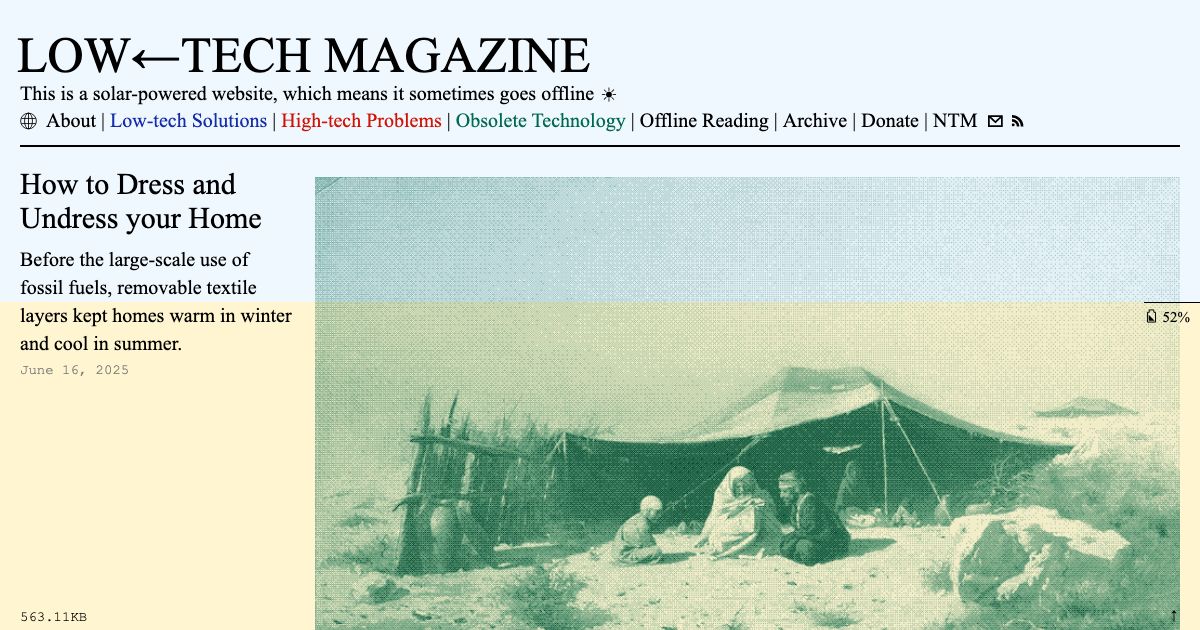 LOW←TECH MAGAZINE
This is a solar-powered website, which means it sometimes goes offline ☀
About | Low-tech Solutions | High-tech Problems | Obsolete Technology | Offline Reading | Archive | Donate | NTM
How to Dress and
Undress your Home
Before the large-scale use of
fossil fuels, removable textile
layers kept homes warm in winter
and cool in summer.
June 16, 2025
52%
563.11KB
↑